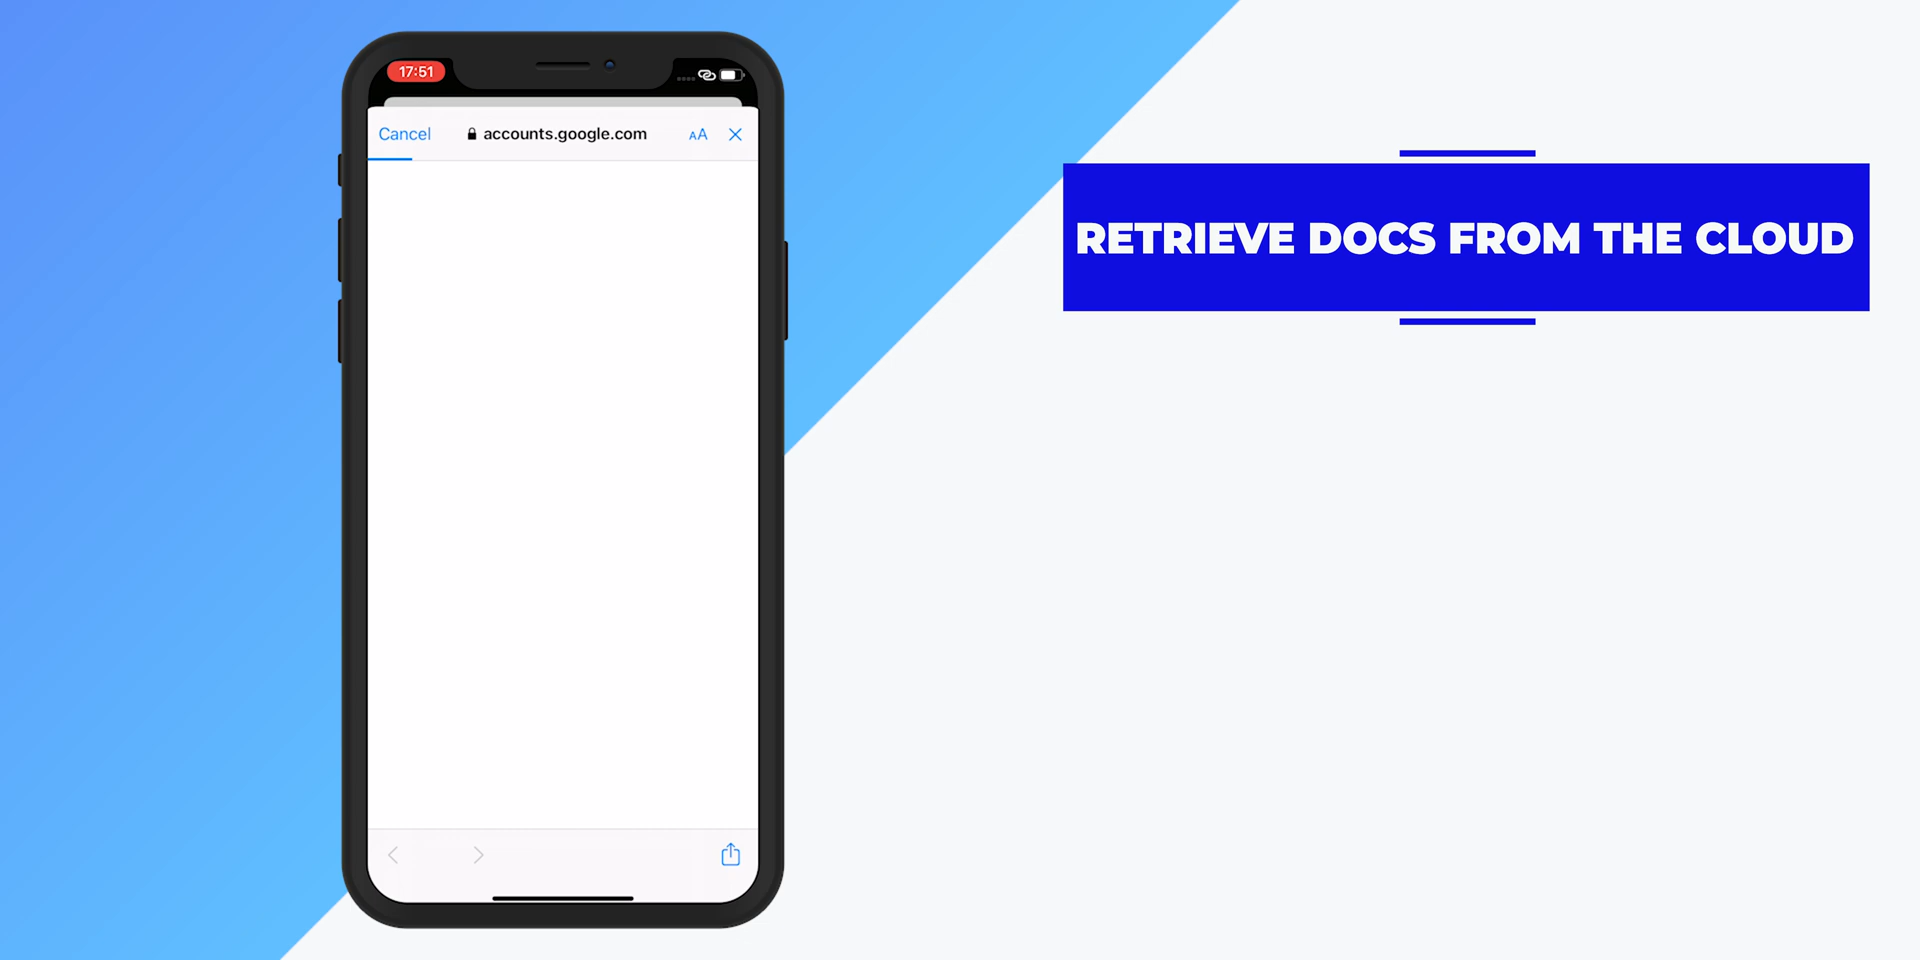 17:51
Cancel
accounts.google.com
AA
RETRIEVE DOCS FROM THE CLOUD